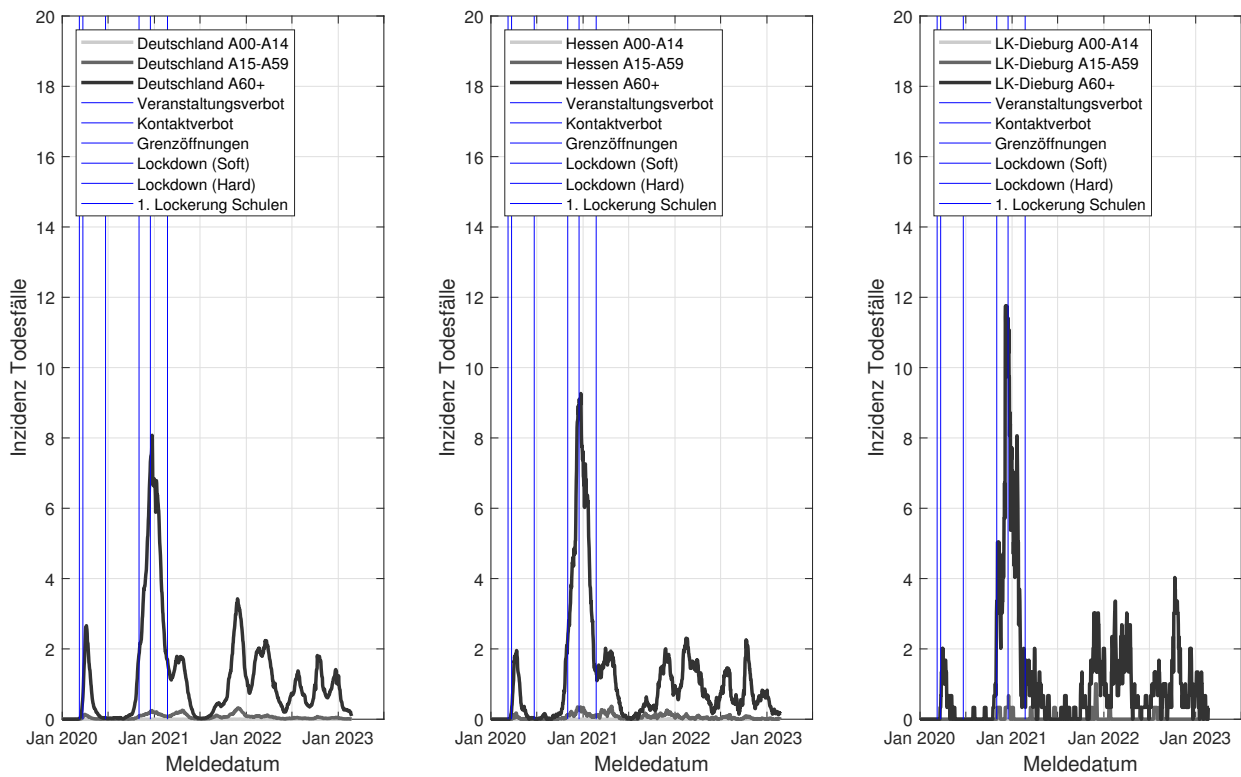 20
18
16
14
12
10
8
6
4
2
0
Inzidenz Todesfälle
Deutschland A00-A14
Deutschland A15-A59
Deutschland A60+
Veranstaltungsverbot
Kontaktverbot
Grenzöffnungen
Lockdown (Soft)
Lockdown (Hard)
1. Lockerung Schulen
Jan 2020
Jan 2021
Jan 2022
Jan 2023
Meldedatum
20
18
16
14
12
10
8
6
4
2
0
Inzidenz Todesfälle
Hessen A00-A14
Hessen A15-A59
Hessen A60+
Veranstaltungsverbot
Kontaktverbot
Grenzöffnungen
Lockdown (Soft)
Lockdown (Hard)
1. Lockerung Schulen
Jan 2020
Jan 2021
Jan 2022
Jan 2023
Meldedatum
20
18
16
14
12
10
8
6
4
2
0
Inzidenz Todesfälle
LK-Dieburg A00-A14
LK-Dieburg A15-A59
LK-Dieburg A60+
Veranstaltungsverbot
Kontaktverbot
Grenzöffnungen
Lockdown (Soft)
Lockdown (Hard)
1. Lockerung Schulen
Jan 2020
Jan 2021
Jan 2022
Jan 2023
Meldedatum